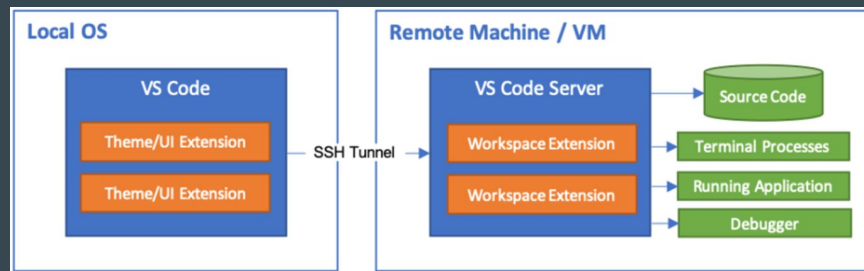 Local OS
VS Code
Theme/UI Extension
Theme/UI Extension
SSH Tunnel
Remote Machine / VM
VS Code Server
Workspace Extension
Workspace Extension
Source Code
Terminal Processes
Running Application
Debugger